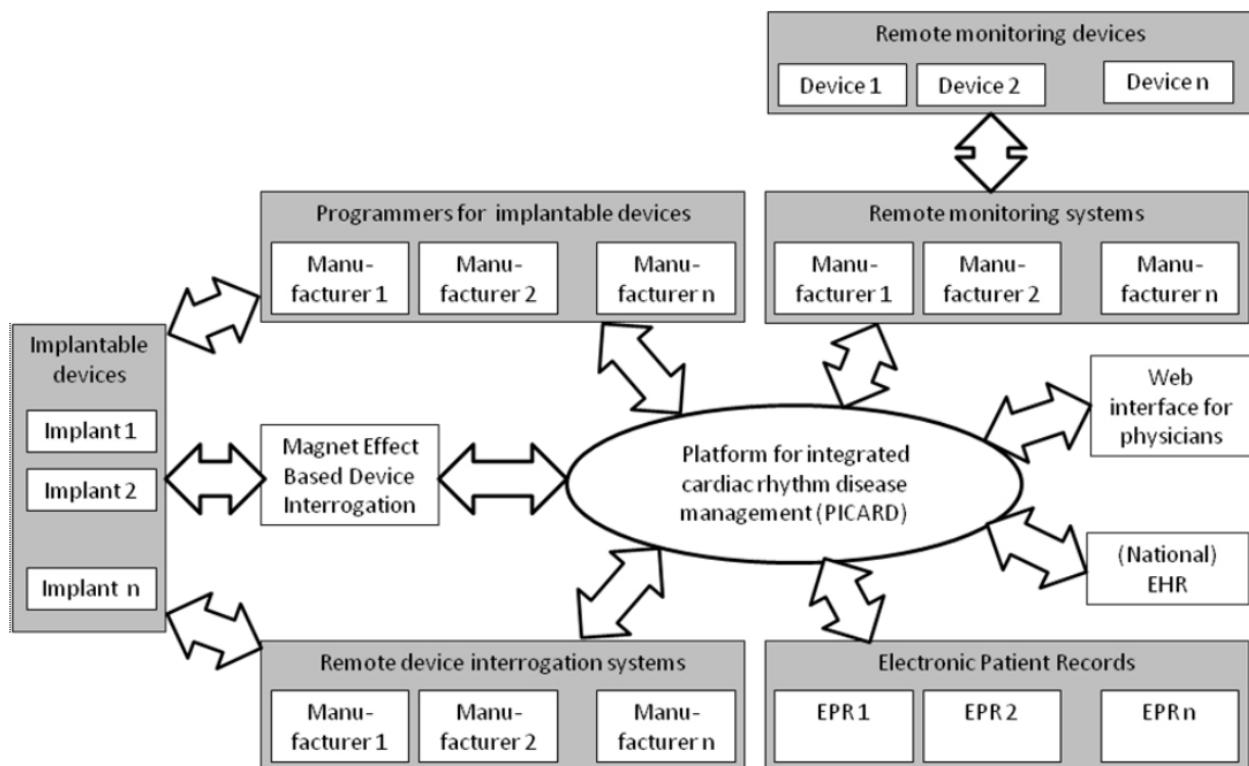 Remote monitoring devices
Device 1
Device 2
Device n
Programmers for implantable devices
Manu-
facturer 1
Manu-
facturer 2
Manu-
facturer n
Remote monitoring systems
Manu-
facturer 1
Manu-
facturer 2
Manu-
facturer n
Implantable
devices
Implant 1
Implant 2
Implant n
Magnet Effect
Based Device
Interrogation
Platform for integrated
cardiac rhythm disease
management (PICARD)
Web
interface for
physicians
(National)
EHR
Remote device interrogation systems
Manu-
facturer 1
Manu-
facturer 2
Manu-
facturer n
Electronic Patient Records
EPR 1
EPR 2
EPR n